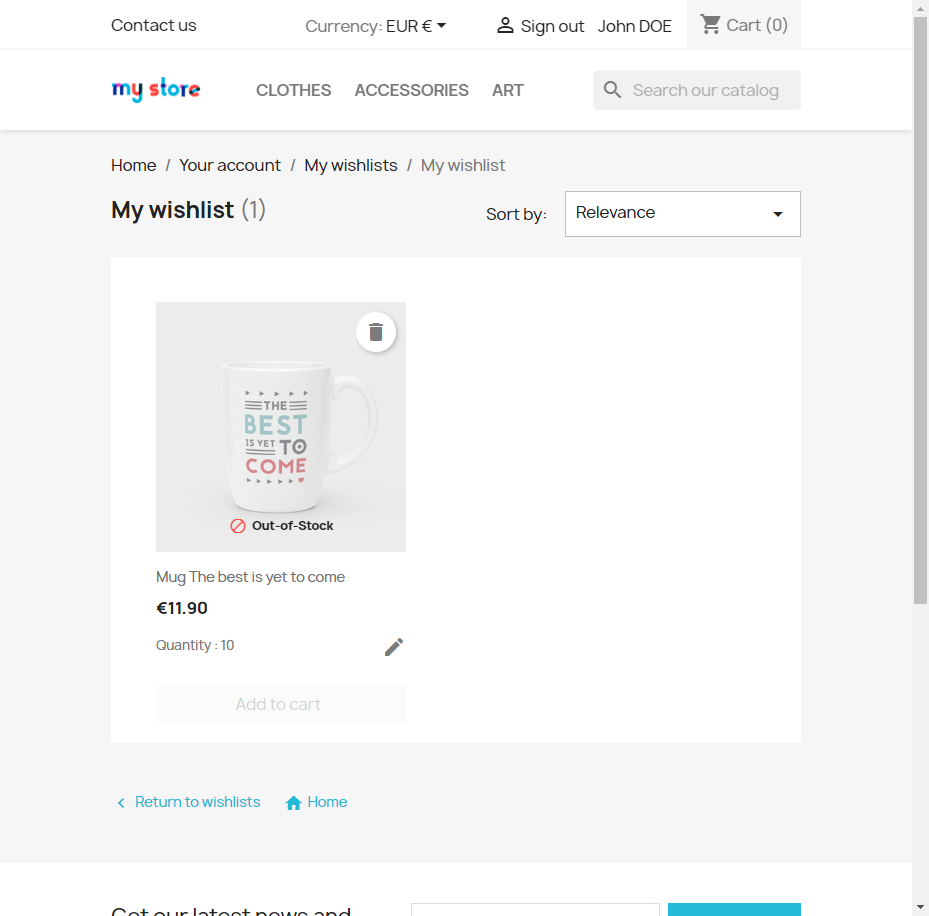 Contact us
Currency: EUR €
Sign out
John DOE
Cart (0)
my store
CLOTHES
ACCESSORIES
ART
Search our catalog
Home / Your account / My wishlists / My wishlist
My wishlist (1)
Sort by:
Relevance
THE
BEST
IS YET TO
COME
Out-of-Stock
Mug The best is yet to come
€11.90
Quantity : 10
Add to cart
Return to wishlists
Home
Get our latest news and